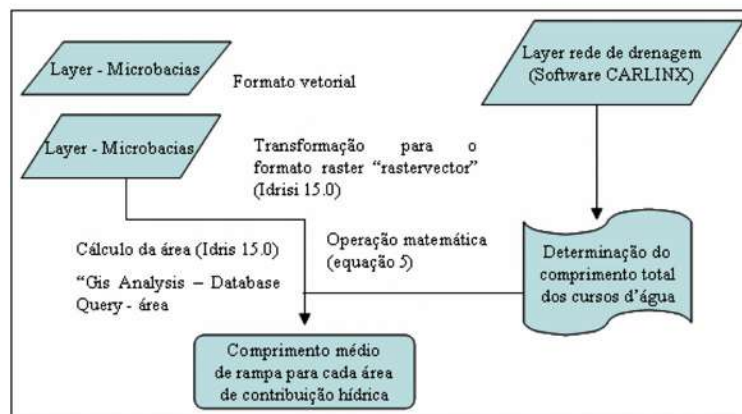 Layer - Microbacias
Formato vetorial
Layer rede de drenagem
(Software CARLINX)
Layer - Microbacias
Transformação para o
formato raster “rastervector”
(Idrisi 15.0)
Cálculo da área (Idris 15.0)
“Gis Analysis – Database
Query - área
Operação matemática
(equação 5)
Determinação do
comprimento total
dos cursos d’água
Comprimento médio
de rampa para cada área
de contribuição hídrica